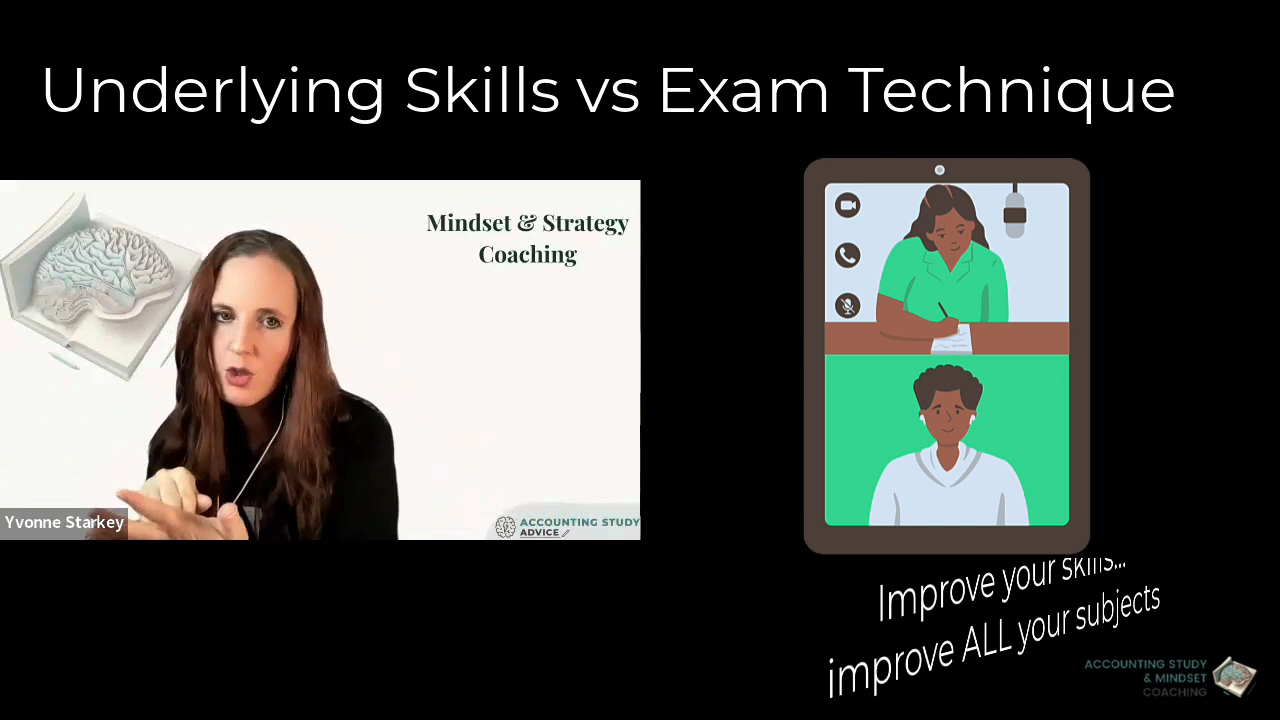 Underlying Skills vs Exam Technique
Mindset & Strategy
Coaching
Yvonne Starkey
ACCOUNTING STUDY
ADVICE
Improve your skills...
improve ALL your subjects
ACCOUNTING STUDY
& MINDSET
COACHING